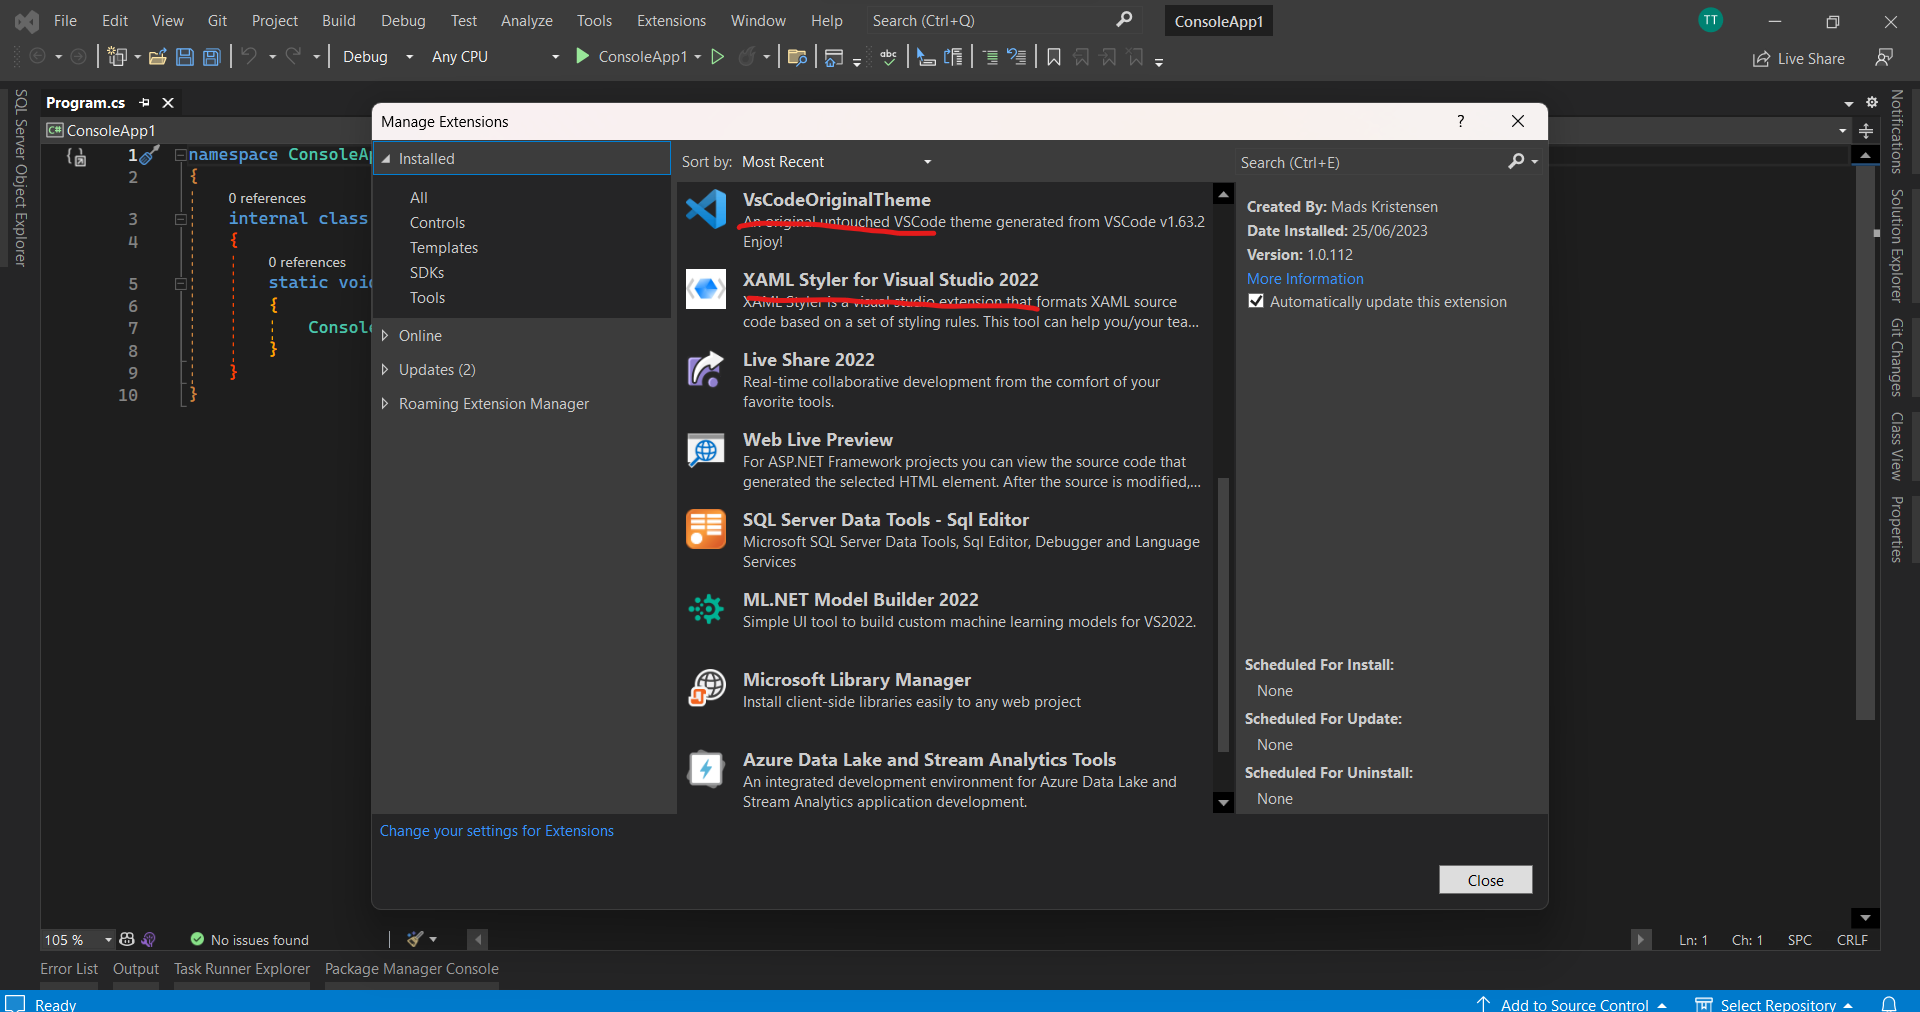 File Edit View Git Project Build Debug Test Analyze Tools Extensions Window Help Search (Ctrl+Q) ConsoleApp1 TT
Debug Any CPU ConsoleApp1 abc Live Share
SQL Server Object Explorer
Program.cs
C# ConsoleApp1
1 namespace ConsoleAp
2 {
0 references
3 internal class
4 {
0 references
5 static void
6 {
7 Console
8 }
9 }
10 }
Manage Extensions ?
Installed
All
Controls
Templates
SDKs
Tools
Online
Updates (2)
Roaming Extension Manager
Sort by: Most Recent
VsCodeOriginalTheme
An original untouched VSCode theme generated from VSCode v1.63.2
Enjoy!
XAML Styler for Visual Studio 2022
XAML Styler is a visual studio extension that formats XAML source
code based on a set of styling rules. This tool can help you/your tea...
Live Share 2022
Real-time collaborative development from the comfort of your
favorite tools.
Web Live Preview
For ASP.NET Framework projects you can view the source code that
generated the selected HTML element. After the source is modified,...
SQL Server Data Tools - Sql Editor
Microsoft SQL Server Data Tools, Sql Editor, Debugger and Language
Services
ML.NET Model Builder 2022
Simple UI tool to build custom machine learning models for VS2022.
Microsoft Library Manager
Install client-side libraries easily to any web project
Azure Data Lake and Stream Analytics Tools
An integrated development environment for Azure Data Lake and
Stream Analytics application development.
Search (Ctrl+E)
Created By: Mads Kristensen
Date Installed: 25/06/2023
Version: 1.0.112
More Information
Automatically update this extension
Scheduled For Install:
None
Scheduled For Update:
None
Scheduled For Uninstall:
None
Change your settings for Extensions
Close
Notifications
Solution Explorer
Git Changes
Class View
Properties
105 % No issues found Ln: 1 Ch: 1 SPC CRLF
Error List Output Task Runner Explorer Package Manager Console
Ready Add to Source Control Select Repository